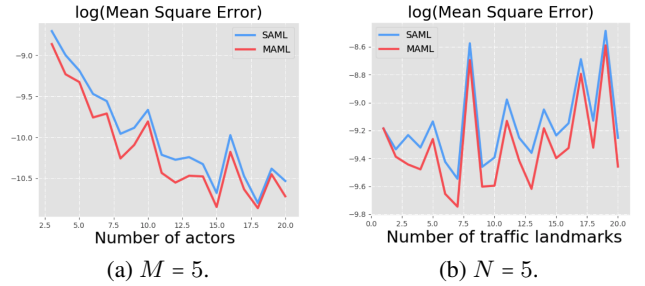 log(Mean Square Error)
SAML
MAML
−9.0
−9.5
−10.0
−10.5
2.5 5.0 7.5 10.0 12.5 15.0 17.5 20.0
Number of actors
(a) M = 5.
log(Mean Square Error)
SAML
MAML
−8.6
−8.8
−9.0
−9.2
−9.4
−9.6
−9.8
0.0 2.5 5.0 7.5 10.0 12.5 15.0 17.5 20.0
Number of traffic landmarks
(b) N = 5.